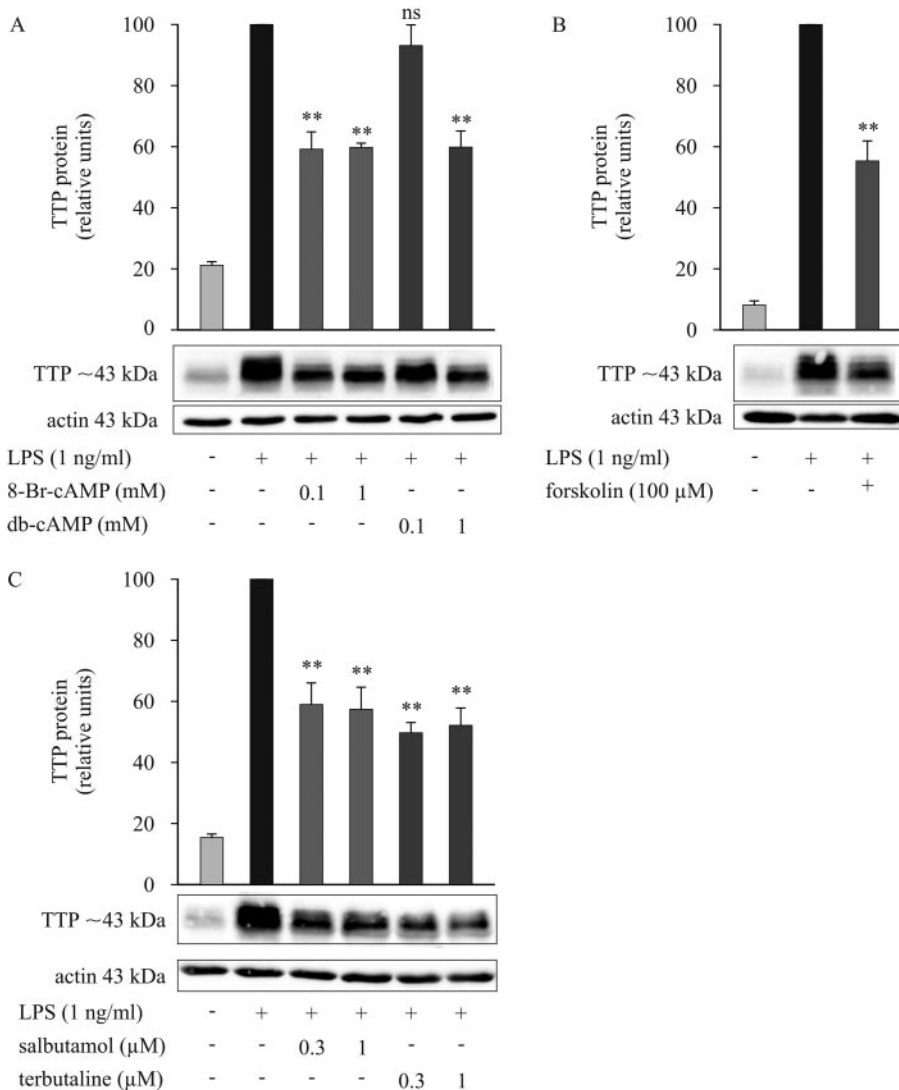 A
TTP protein
(relative units)
100
80
60
40
20
0
** ** ns **
TTP ~43 kDa
actin 43 kDa
LPS (1 ng/ml) - + + + + +
8-Br-cAMP (mM) - - 0.1 1 - -
db-cAMP (mM) - - - - 0.1 1
B
TTP protein
(relative units)
100
80
60
40
20
0
**
TTP ~43 kDa
actin 43 kDa
LPS (1 ng/ml) - + +
forskolin (100 µM) - - +
C
TTP protein
(relative units)
100
80
60
40
20
0
** ** ** **
TTP ~43 kDa
actin 43 kDa
LPS (1 ng/ml) - + + + + +
salbutamol (µM) - - 0.3 1 - -
terbutaline (µM) - - - - 0.3 1